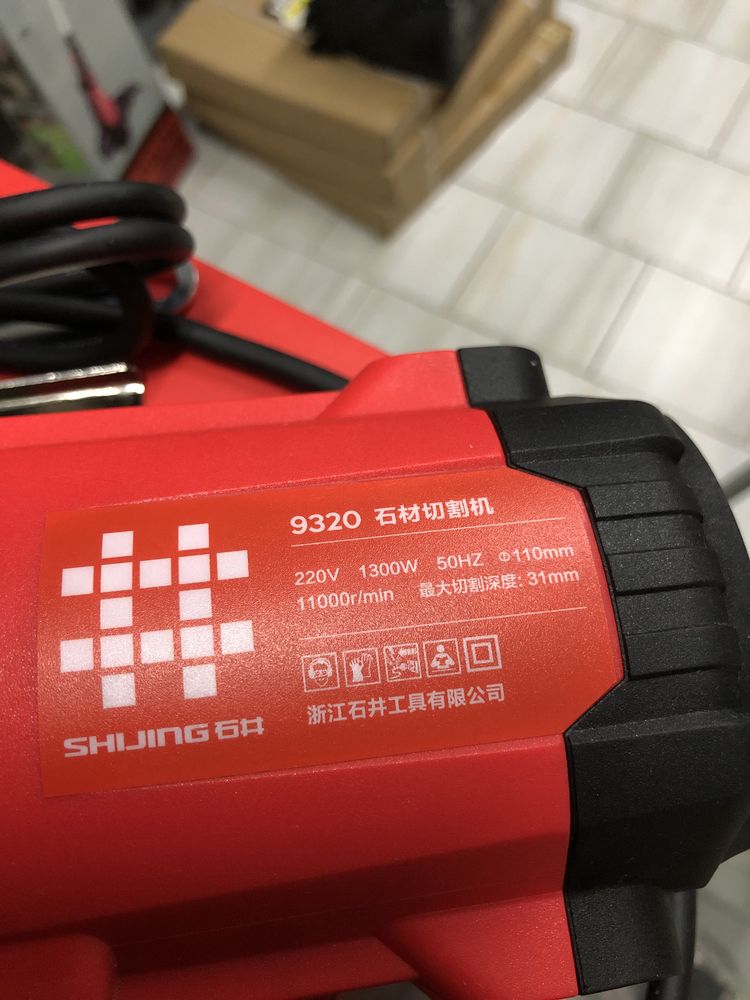 9320 石材切割机
220V 1300W 50HZ Φ110mm
11000r/min 最大切割深度: 31mm
浙江石井工具有限公司
SHIJING 石井